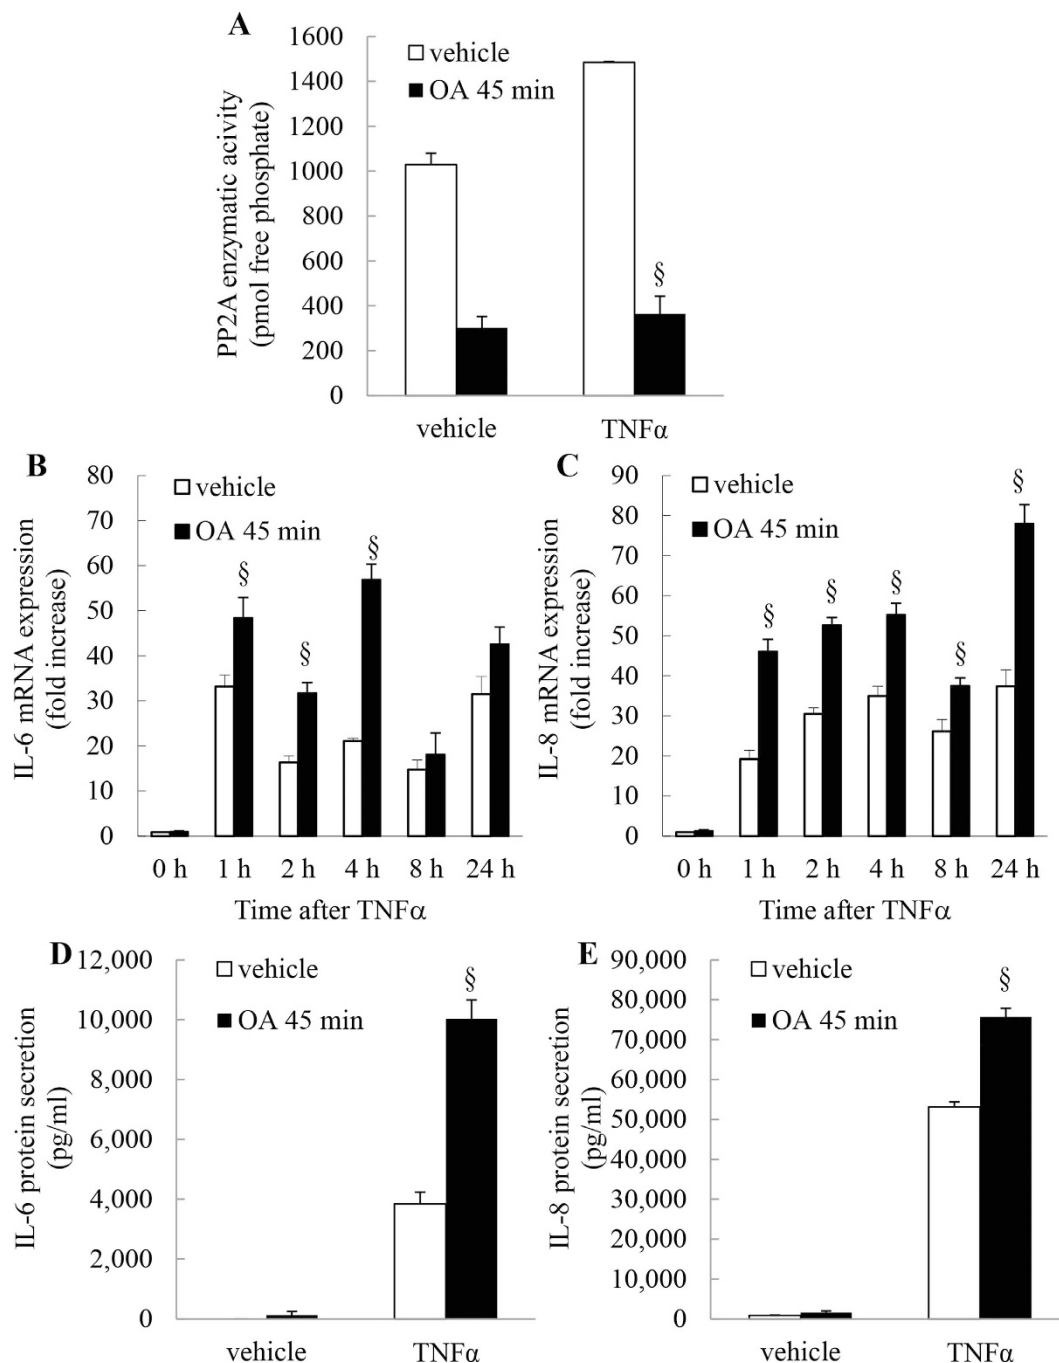 A
PP2A enzymatic acivity
(pmol free phosphate)
1600
1400
1200
1000
800
600
400
200
0
vehicle
OA 45 min
§
vehicle TNFα
B
IL-6 mRNA expression
(fold increase)
80
70
60
50
40
30
20
10
0
vehicle
OA 45 min
§ § §
0 h 1 h 2 h 4 h 8 h 24 h
Time after TNFα
C
IL-8 mRNA expression
(fold increase)
90
80
70
60
50
40
30
20
10
0
vehicle
OA 45 min
§ § § § §
0 h 1 h 2 h 4 h 8 h 24 h
Time after TNFα
D
IL-6 protein secretion
(pg/ml)
12,000
10,000
8,000
6,000
4,000
2,000
0
vehicle
OA 45 min
§
vehicle TNFα
E
IL-8 protein secretion
(pg/ml)
90,000
80,000
70,000
60,000
50,000
40,000
30,000
20,000
10,000
0
vehicle
OA 45 min
§
vehicle TNFα